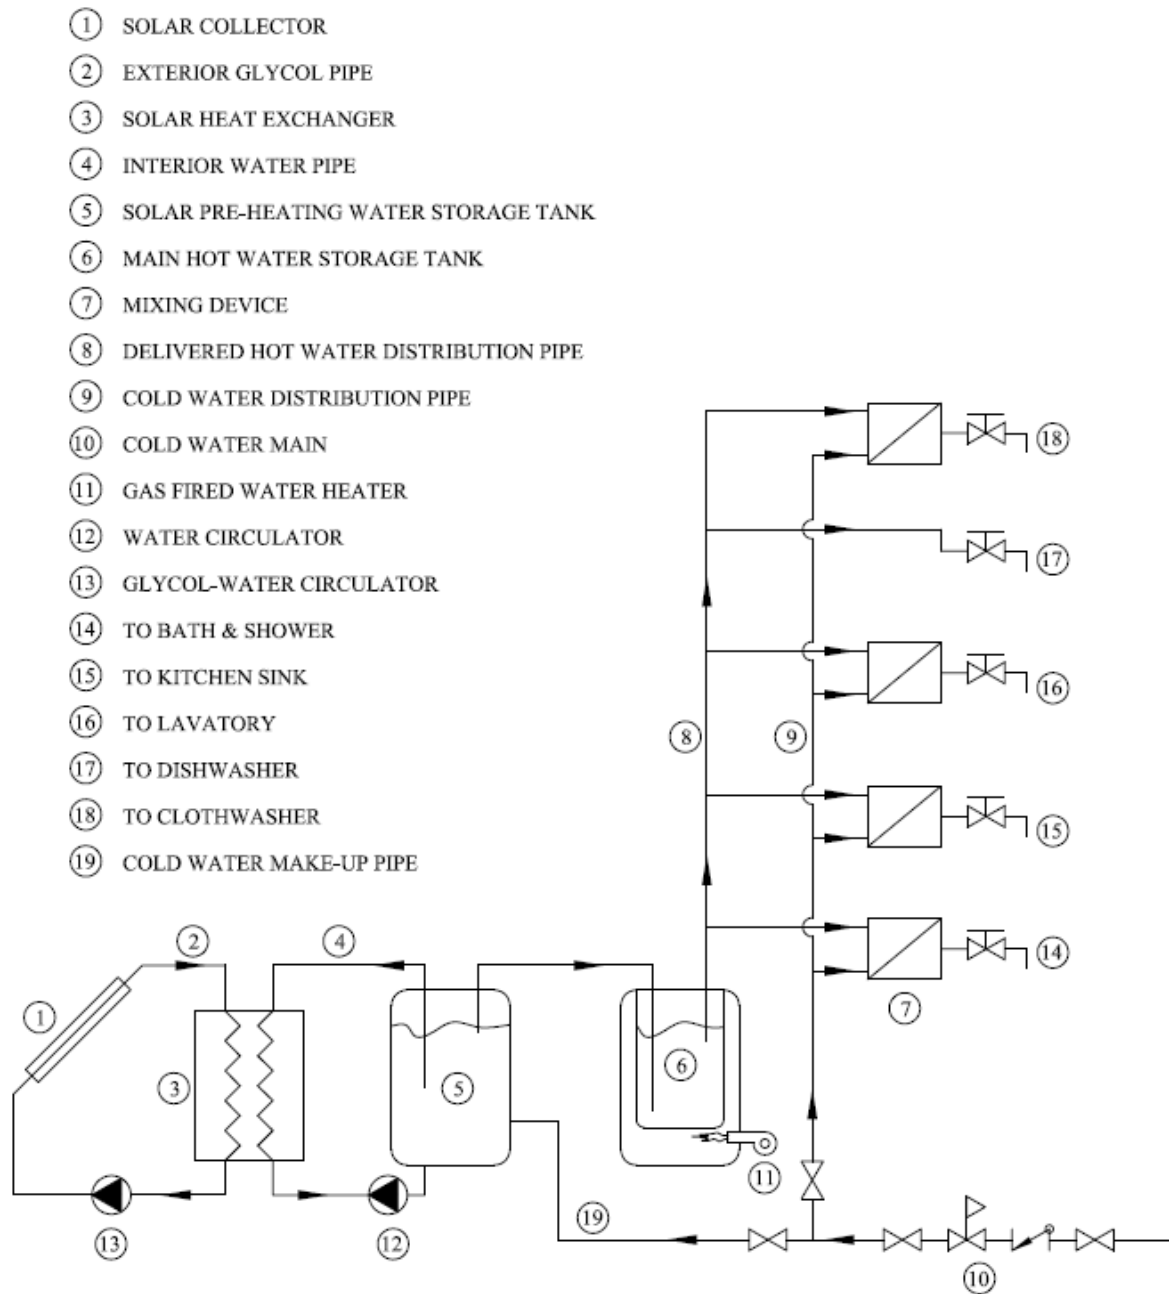 1 SOLAR COLLECTOR
2 EXTERIOR GLYCOL PIPE
3 SOLAR HEAT EXCHANGER
4 INTERIOR WATER PIPE
5 SOLAR PRE-HEATING WATER STORAGE TANK
6 MAIN HOT WATER STORAGE TANK
7 MIXING DEVICE
8 DELIVERED HOT WATER DISTRIBUTION PIPE
9 COLD WATER DISTRIBUTION PIPE
10 COLD WATER MAIN
11 GAS FIRED WATER HEATER
12 WATER CIRCULATOR
13 GLYCOL-WATER CIRCULATOR
14 TO BATH & SHOWER
15 TO KITCHEN SINK
16 TO LAVATORY
17 TO DISHWASHER
18 TO CLOTHWASHER
19 COLD WATER MAKE-UP PIPE
18
17
16
8 9
15
2 4 14
1 7
3 5 6
11
13 12 19 10